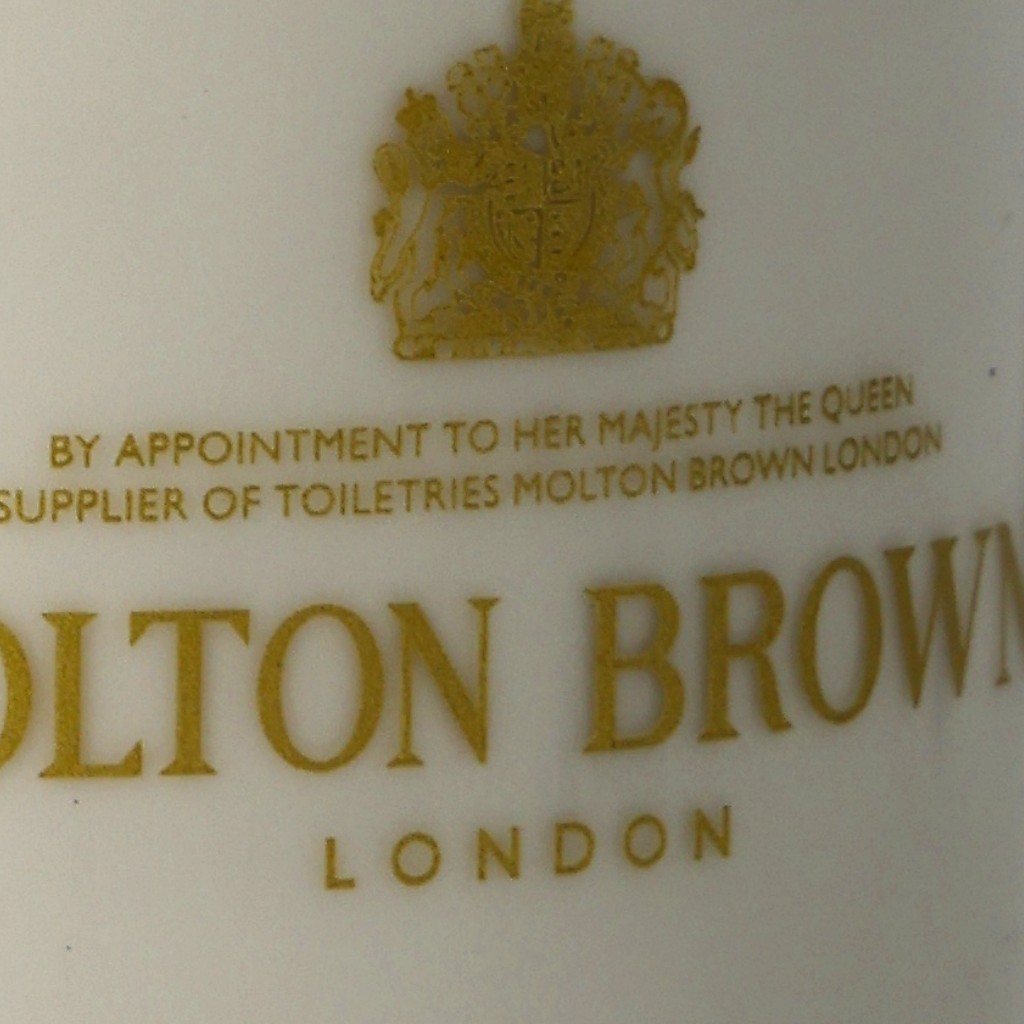 BY APPOINTMENT TO HER MAJESTY THE QUEEN
SUPPLIER OF TOILETRIES MOLTON BROWN LONDON
OLTON BROWN
LONDON